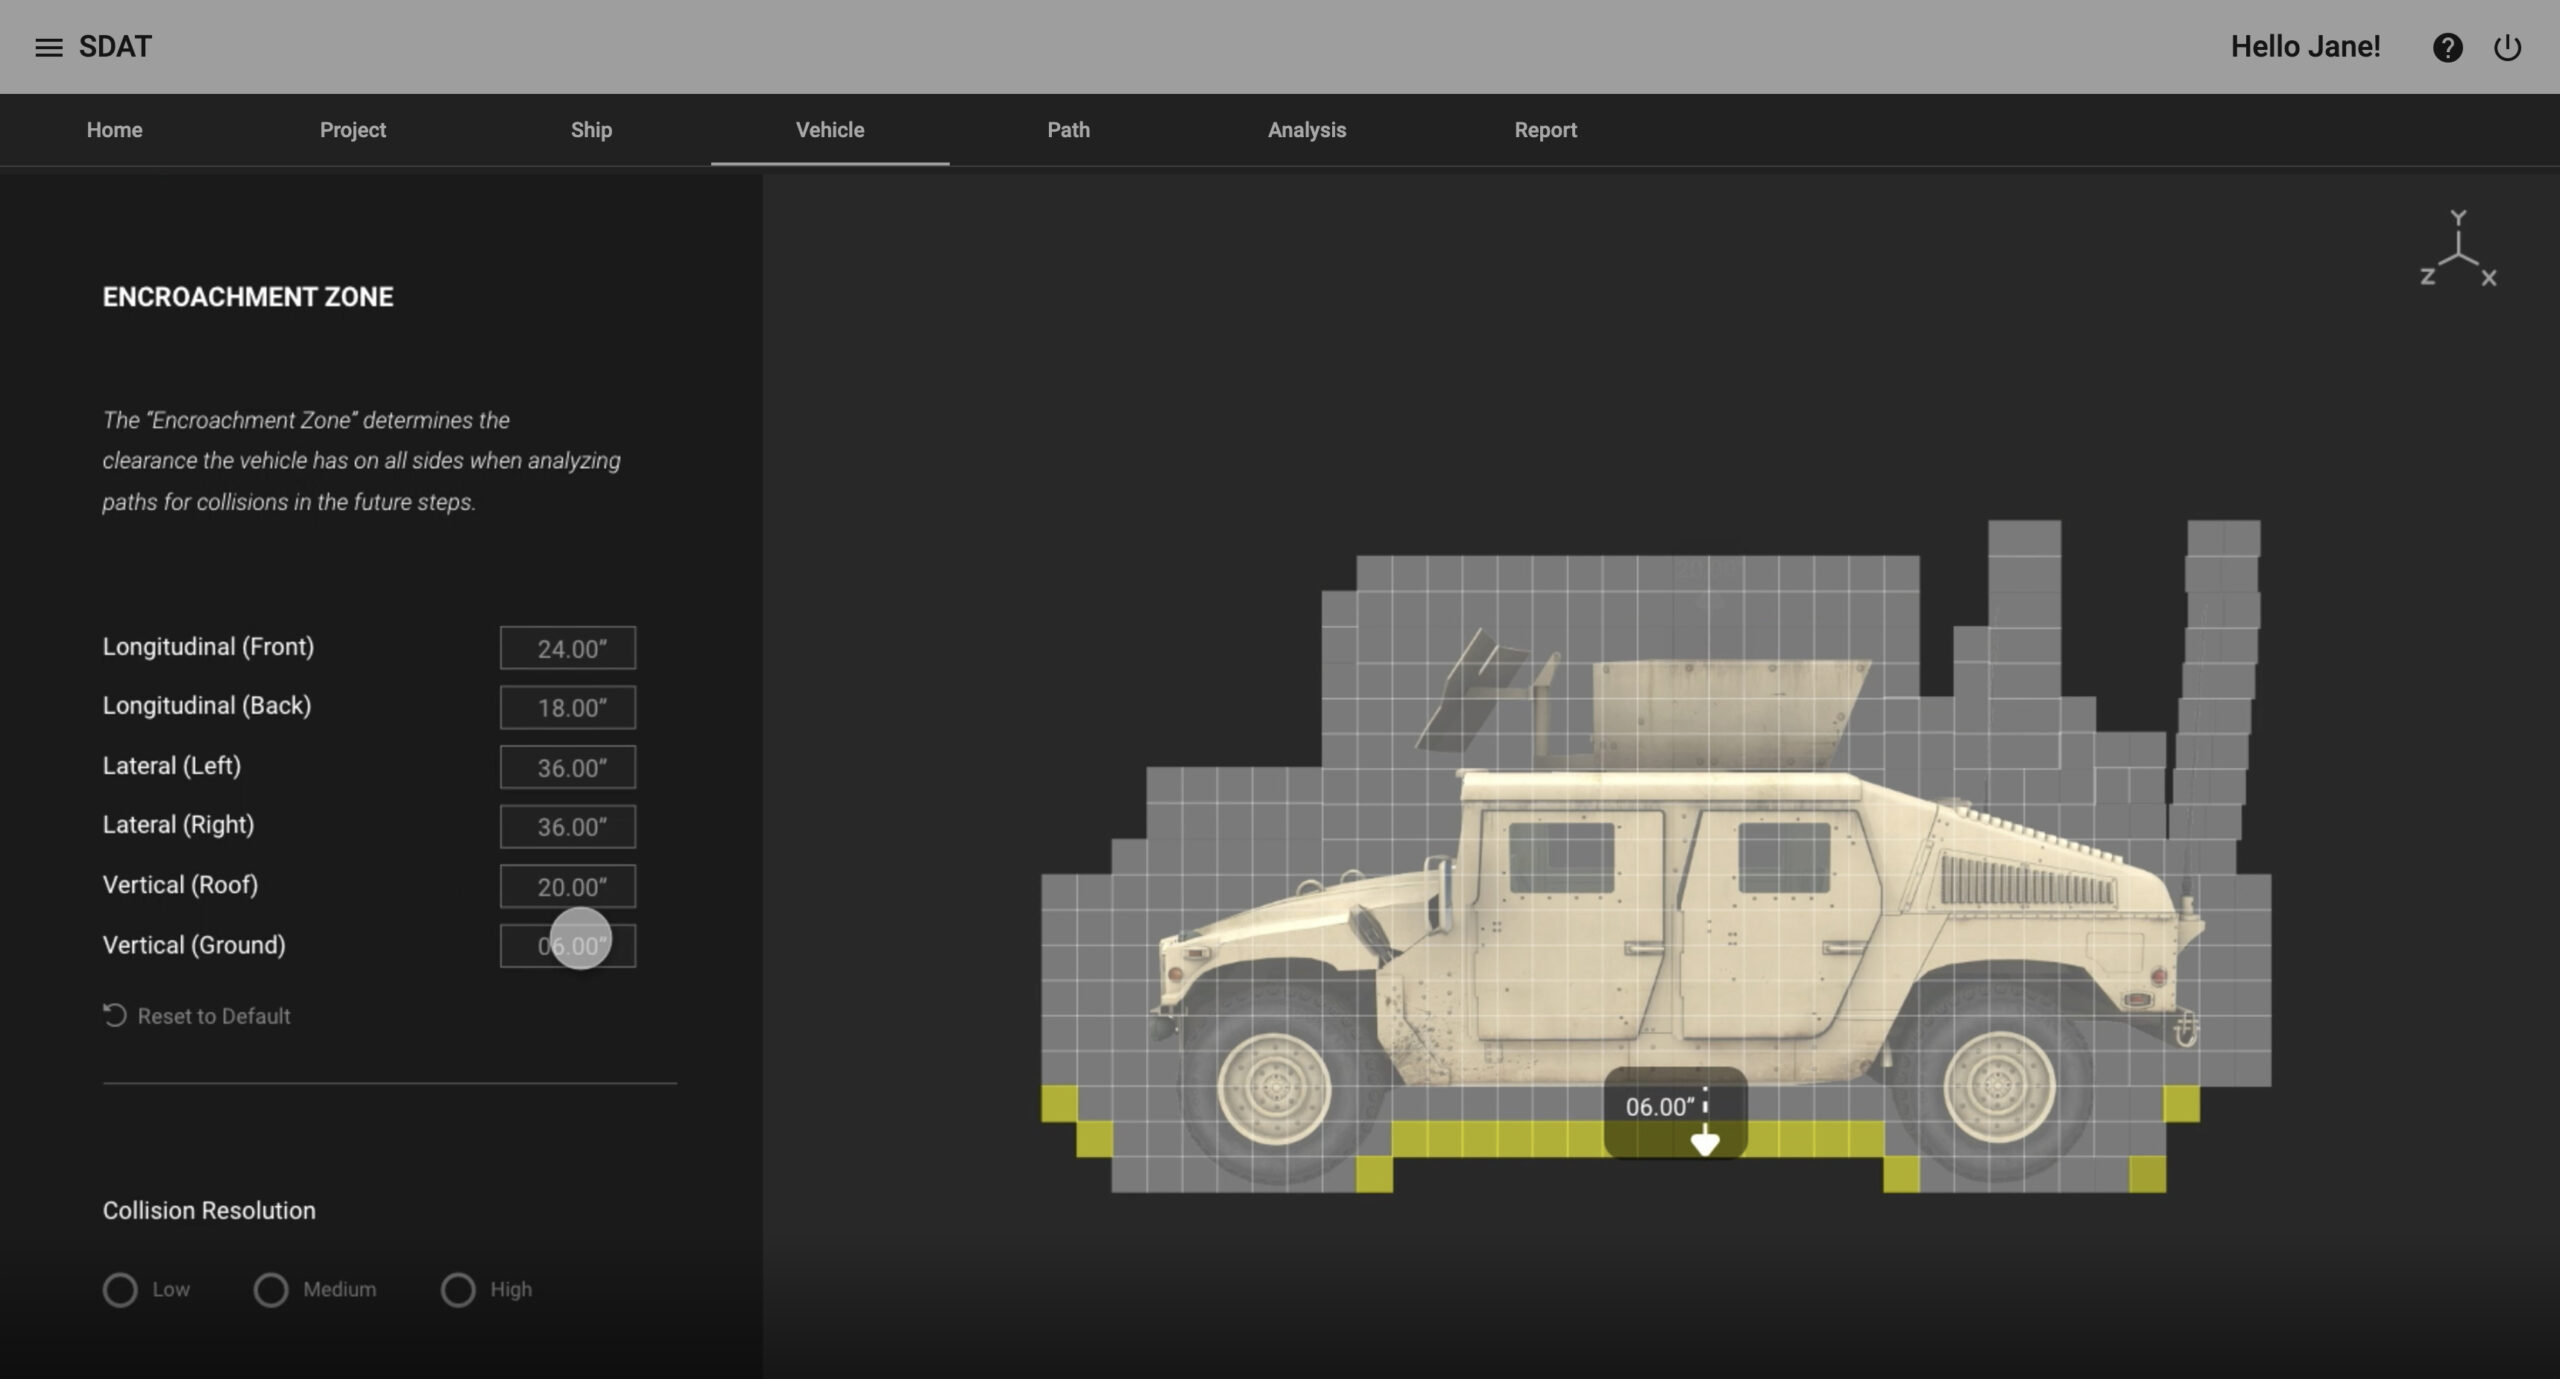 SDAT
Hello Jane!
Home
Project
Ship
Vehicle
Path
Analysis
Report
Y
Z
X
ENCROACHMENT ZONE
The “Encroachment Zone” determines the
clearance the vehicle has on all sides when analyzing
paths for collisions in the future steps.
Longitudinal (Front) 24.00”
Longitudinal (Back) 18.00”
Lateral (Left) 36.00”
Lateral (Right) 36.00”
Vertical (Roof) 20.00”
Vertical (Ground) 06.00”
Reset to Default
Collision Resolution
Low
Medium
High
20.00”
06.00”